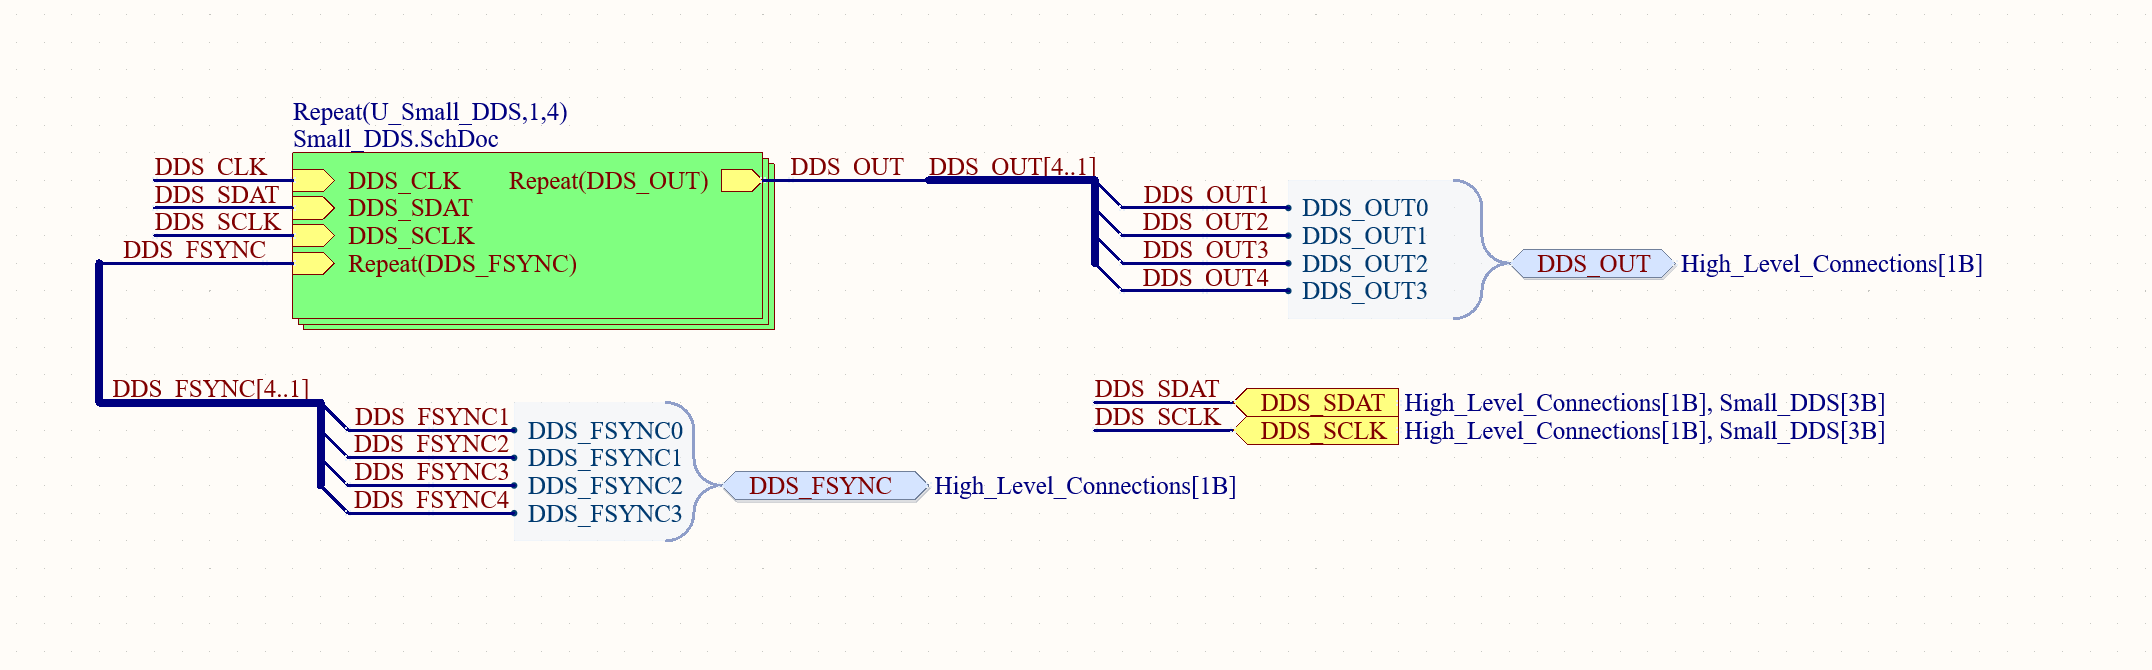 Repeat(U_Small_DDS,1,4)
Small_DDS.SchDoc
DDS_CLK
DDS_SDAT
DDS_SCLK
DDS_FSYNC
DDS_CLK
DDS_SDAT
DDS_SCLK
Repeat(DDS_FSYNC)
Repeat(DDS_OUT)
DDS_OUT
DDS_OUT[4..1]
DDS_OUT1
DDS_OUT2
DDS_OUT3
DDS_OUT4
DDS_OUT0
DDS_OUT1
DDS_OUT2
DDS_OUT3
DDS_OUT
High_Level_Connections[1B]
DDS_FSYNC[4..1]
DDS_FSYNC1
DDS_FSYNC2
DDS_FSYNC3
DDS_FSYNC4
DDS_FSYNC0
DDS_FSYNC1
DDS_FSYNC2
DDS_FSYNC3
DDS_FSYNC
High_Level_Connections[1B]
DDS_SDAT
DDS_SCLK
DDS_SDAT
DDS_SCLK
High_Level_Connections[1B], Small_DDS[3B]
High_Level_Connections[1B], Small_DDS[3B]